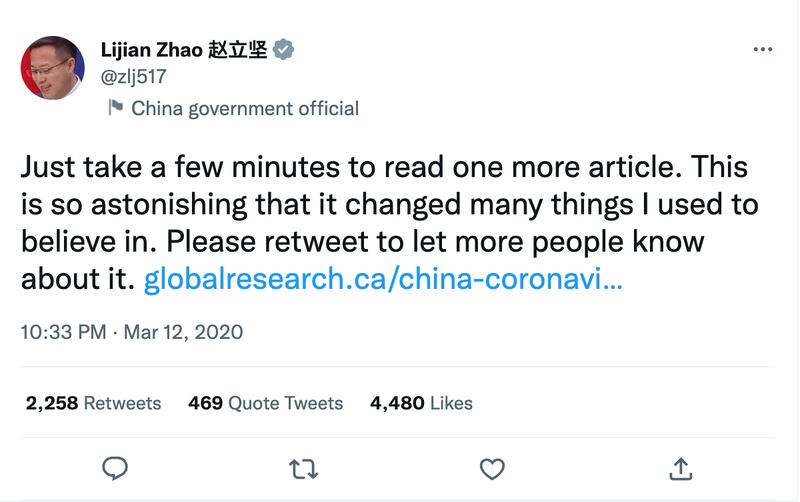 Lijian Zhao 赵立坚
@zlj517
China government official
Just take a few minutes to read one more article. This
is so astonishing that it changed many things I used to
believe in. Please retweet to let more people know
about it. globalresearch.ca/china-coronavi...
10:33 PM · Mar 12, 2020
2,258 Retweets 469 Quote Tweets 4,480 Likes